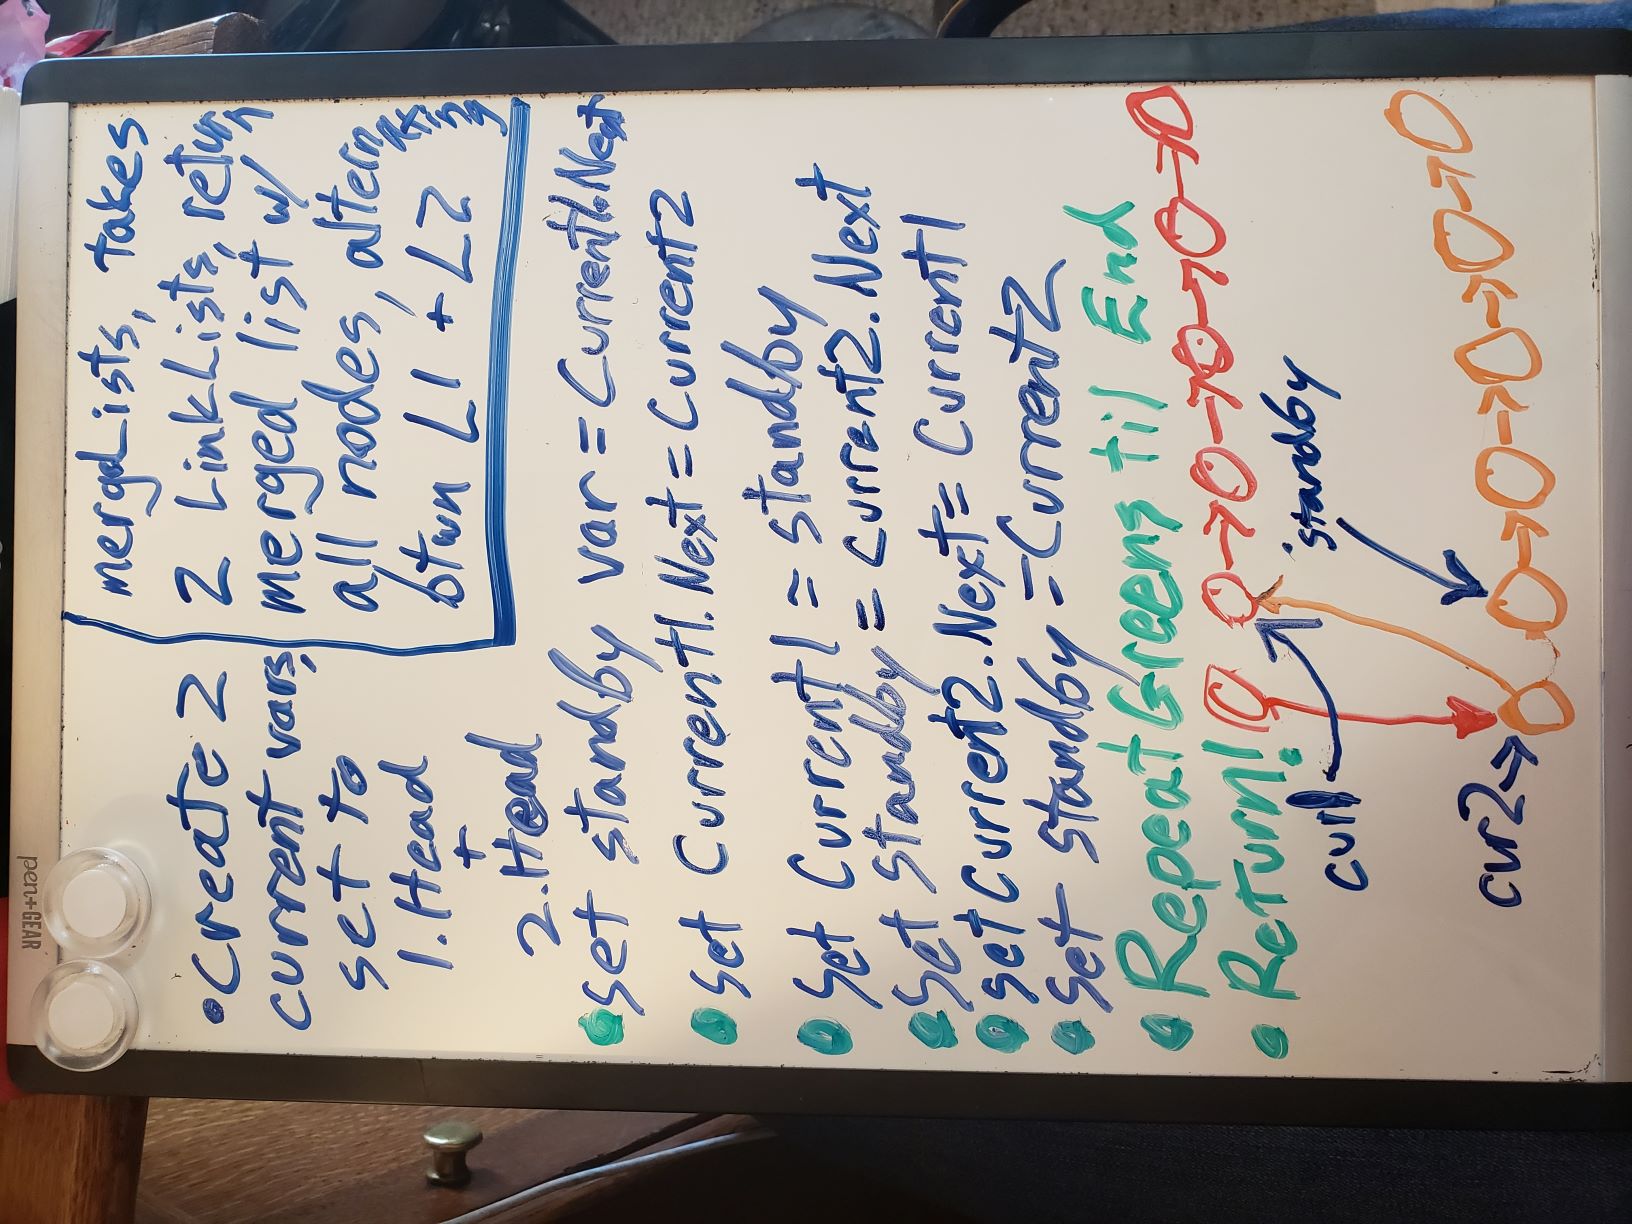 pen+GEAR
mergeLists, takes
2 LinkLists, return
merged list w/
all nodes, alternating
btwn L1 + L2
• Create 2
current vars,
set to
1. Head
+
2. Head
• Set standby var = Current1.Next
• Set Current1.Next = Current2
• Set Current1 = standby
• Set Standby = Current2.Next
• set Current2.Next = Current1
• Set standby = Current2
• Repeat Greens til End
• Return!
cur1
standby
cur2